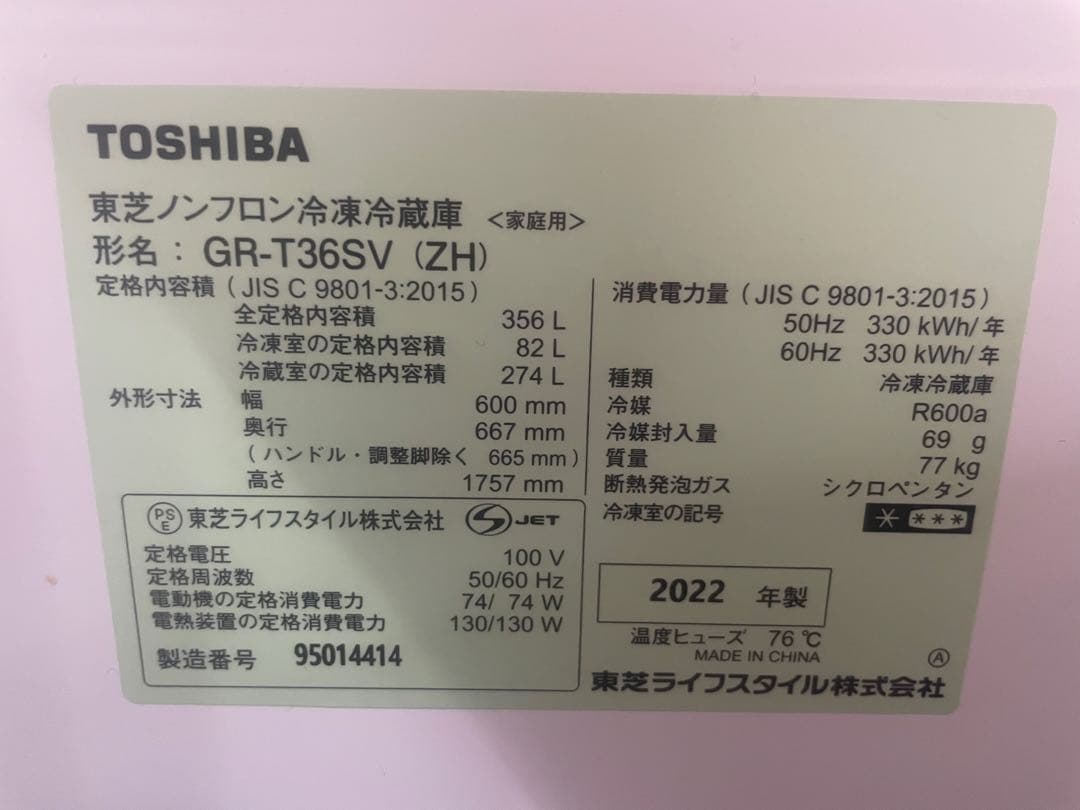 TOSHIBA
東芝ノンフロン冷凍冷蔵庫 <家庭用>
形名：GR-T36SV (ZH)
定格内容積（JIS C 9801-3:2015）
全定格内容積 356 L
冷凍室の定格内容積 82 L
冷蔵室の定格内容積 274 L
外形寸法 幅 600 mm
奥行 667 mm
（ハンドル・調整脚除く 665 mm）
高さ 1757 mm
消費電力量（JIS C 9801-3:2015）
50Hz 330 kWh/年
60Hz 330 kWh/年
種類 冷凍冷蔵庫
冷媒 R600a
冷媒封入量 69 g
質量 77 kg
断熱発泡ガス シクロペンタン
冷凍室の記号 * ***
PSE 東芝ライフスタイル株式会社 S JET
定格電圧 100 V
定格周波数 50/60 Hz
電動機の定格消費電力 74/ 74 W
電熱装置の定格消費電力 130/130 W
製造番号 95014414
2022 年製
温度ヒューズ 76 ℃
MADE IN CHINA
Ⓐ
東芝ライフスタイル株式会社